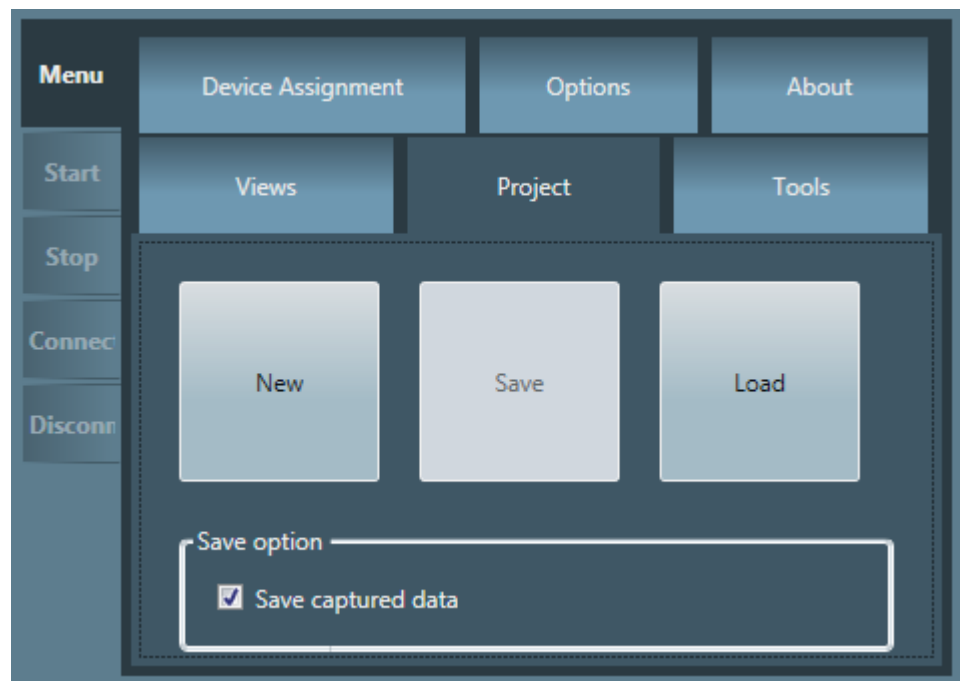 Menu
Device Assignment
Options
About
Start
Views
Project
Tools
Stop
Connec
New
Save
Load
Disconn
Save option
Save captured data